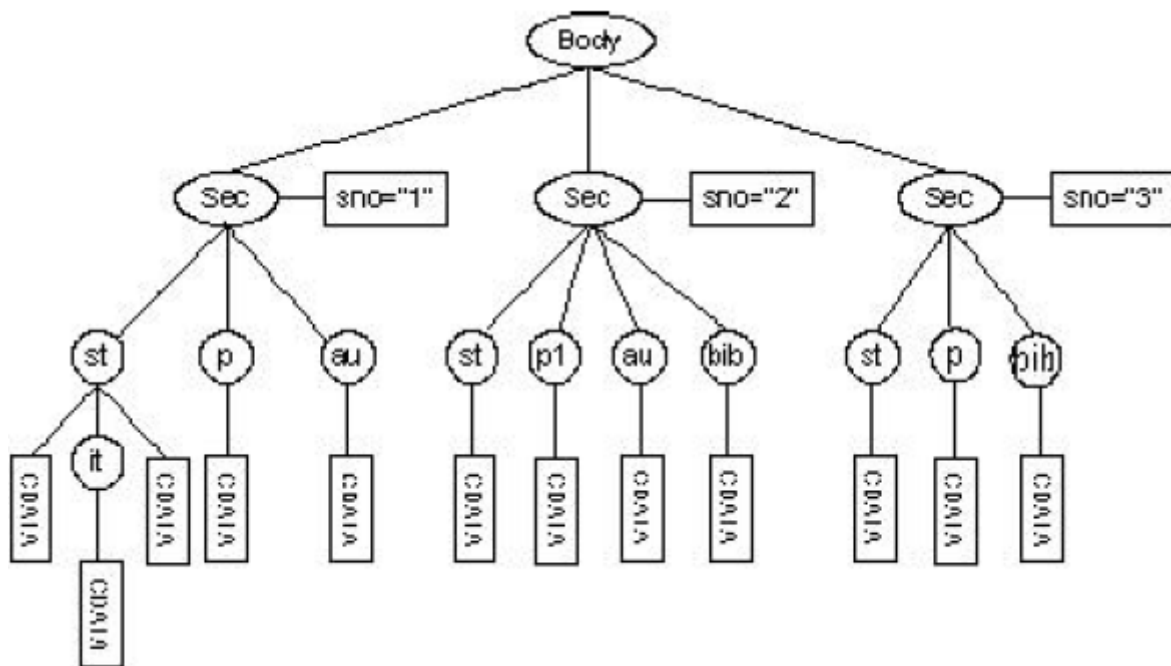 Body
Sec sno="1" Sec sno="2" Sec sno="3"
st p au st p1 au bib st p bib
it
CDATA CDATA CDATA CDATA CDATA CDATA CDATA CDATA CDATA CDATA CDATA
CDATA